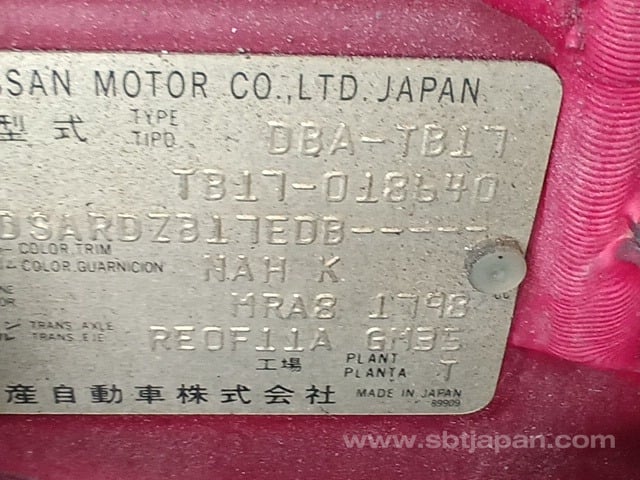 SSAN MOTOR CO.,LTD. JAPAN
型式 TYPE TIPO DBA-TB17
TB17-018640
DSARDZB17EDB-----
COLOR.TRIM
COLOR.GUARNICION NAH K
MRA8 1798
TRANS. AXLE
TRANS. EJE RE0F11A GM35
工場 PLANT PLANTA T
産自動車株式会社 MADE IN JAPAN
89909
www.sbtjapan.com